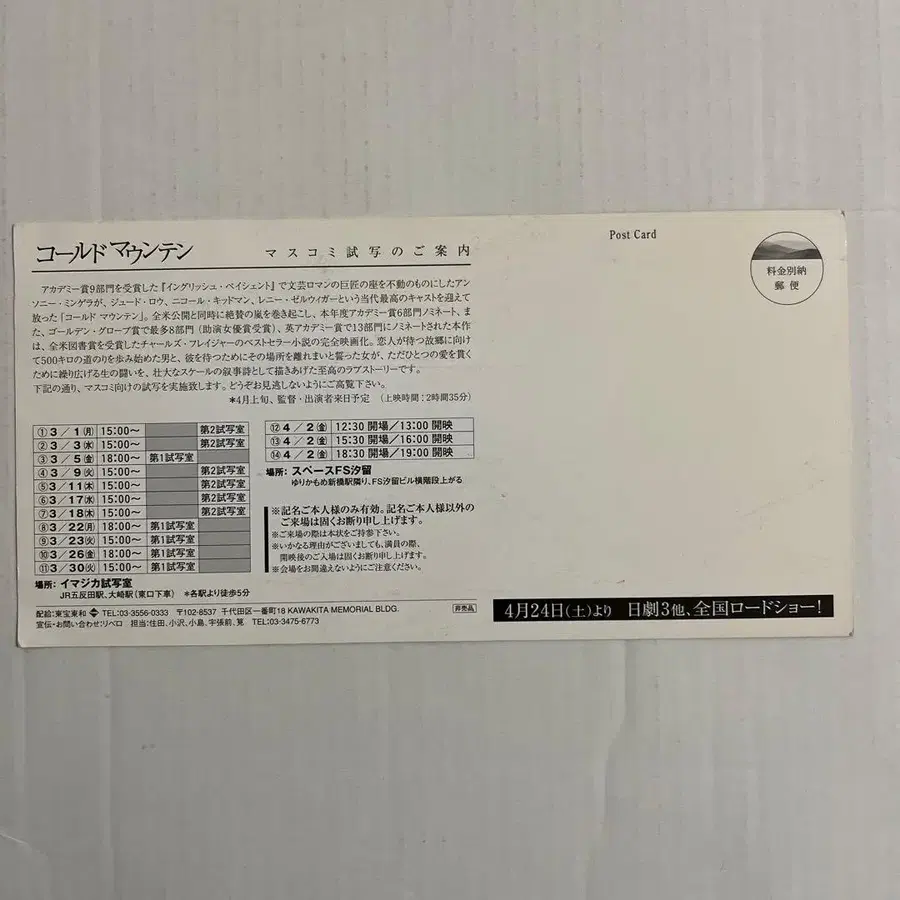 コールド マウンテン
マスコミ試写のご案内
アカデミー賞9部門を受賞した『イングリッシュ・ペイシェント』で文芸ロマンの巨匠の座を不動のものにしたアン
ソニー・ミンゲラが、ジュード・ロウ、ニコール・キッドマン、レニー・ゼルウィガーという当代最高のキャストを迎えて
放った「コールド マウンテン」。全米公開と同時に絶賛の嵐を巻き起こし、本年度アカデミー賞6部門ノミネート、ま
た、ゴールデン・グローブ賞で最多8部門(助演女優賞受賞)、英アカデミー賞で13部門にノミネートされた本作
は、全米図書賞を受賞したチャールズ・フレイジャーのベストセラー小説の完全映画化。恋人が待つ故郷に向け
て500キロの道のりを歩み始めた男と、彼を待つためにその場所を離れまいと誓った女が、ただひとつの愛を貫く
ために繰り広げる生の闘いを、壮大なスケールの叙事詩として描きあげた至高のラブストーリーです。
下記の通り、マスコミ向けの試写を実施致します。どうぞお見逃しないようにご高覧下さい。
*4月上旬、監督・出演者来日予定 (上映時間:2時間35分)
①3/1(月) 15:00〜 第2試写室
②3/3(水) 15:00〜 第2試写室
③3/5(金) 18:00〜 第1試写室
④3/9(火) 15:00〜 第2試写室
⑤3/11(木) 15:00〜 第2試写室
⑥3/17(水) 15:00〜 第2試写室
⑦3/18(木) 15:00〜 第2試写室
⑧3/22(月) 18:00〜 第1試写室
⑨3/23(火) 15:00〜 第1試写室
⑩3/26(金) 18:00〜 第1試写室
⑪3/30(火) 15:00〜 第1試写室
場所:イマジカ試写室
JR五反田駅、大崎駅(東口下車) *各駅より徒歩5分
⑫4/2(金) 12:30 開場/13:00 開映
⑬4/2(金) 15:30 開場/16:00 開映
⑭4/2(金) 18:30 開場/19:00 開映
場所:スペースFS汐留
ゆりかもめ新橋駅隣り、FS汐留ビル横階段上がる
※記名ご本人様のみ有効。記名ご本人様以外の
ご来場は固くお断り申し上げます。
※ご来場の際は本状をご持参下さい。
※いかなる理由がございましても、満員の際、
開映後のご入場は固くお断り申し上げます。
※会場をお間違えないようにご注意ください。
配給:東宝東和 TEL:03-3556-0333 〒102-8537 千代田区一番町18 KAWAKITA MEMORIAL BLDG.
非売品
宣伝・お問い合わせ:リベロ 担当:住田、小沢、小島、宇張前、筧 TEL:03-3475-6773
Post Card
料金別納
郵便
4月24日(土)より 日劇3他、全国ロードショー!